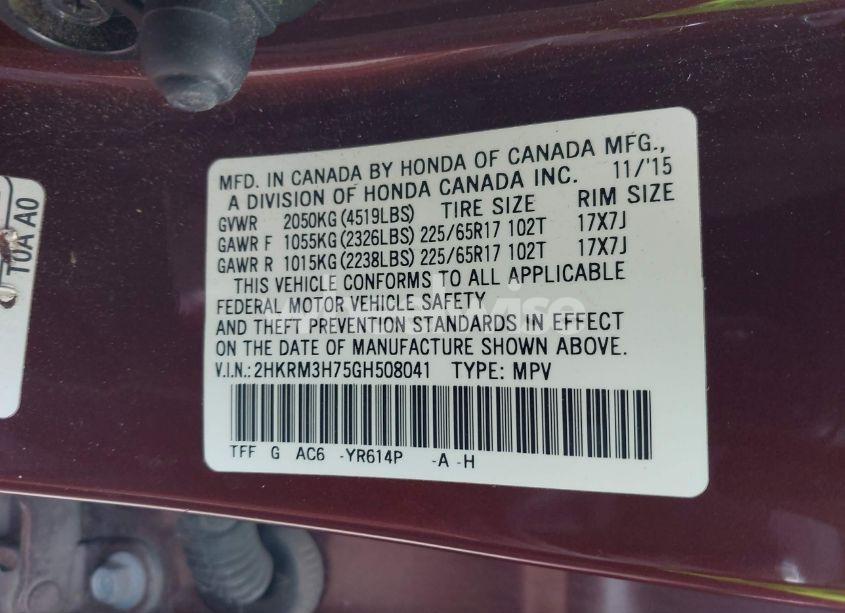 MFD. IN CANADA BY HONDA OF CANADA MFG.,
A DIVISION OF HONDA CANADA INC. 11/'15
GVWR 2050KG(4519LBS) TIRE SIZE RIM SIZE
GAWR F 1055KG(2326LBS) 225/65R17 102T 17X7J
GAWR R 1015KG(2238LBS) 225/65R17 102T 17X7J
THIS VEHICLE CONFORMS TO ALL APPLICABLE
FEDERAL MOTOR VEHICLE SAFETY
AND THEFT PREVENTION STANDARDS IN EFFECT
ON THE DATE OF MANUFACTURE SHOWN ABOVE.
V.I.N.: 2HKRM3H75GH508041 TYPE: MPV
TFF G AC6 -YR614P -A -H
T0A A0